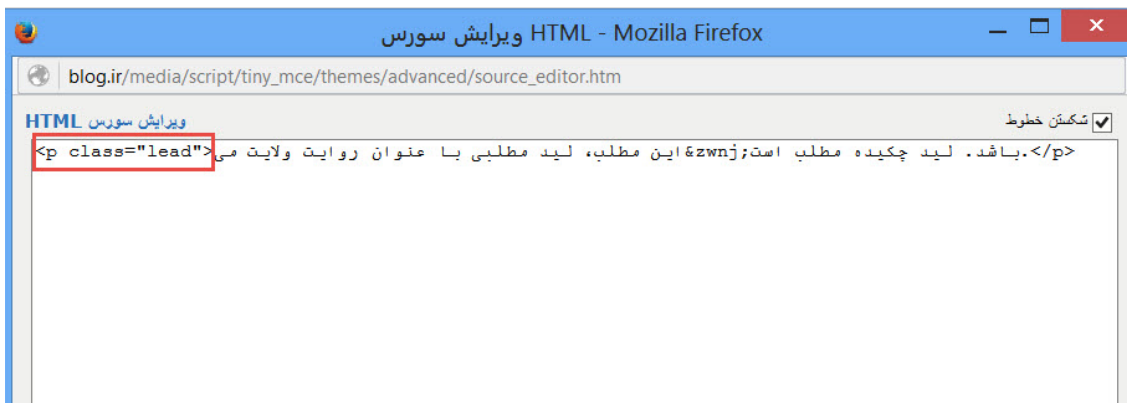 HTML ویرایش سورس - Mozilla Firefox
blog.ir/media/script/tiny_mce/themes/advanced/source_editor.htm
ویرایش سورس HTML
شکستن خطوط
<p class="lead">این مطلب، لید مطلبی با عنوان روایت ولایت می&zwnj;باشد. لید چکیده مطلب است.</p>